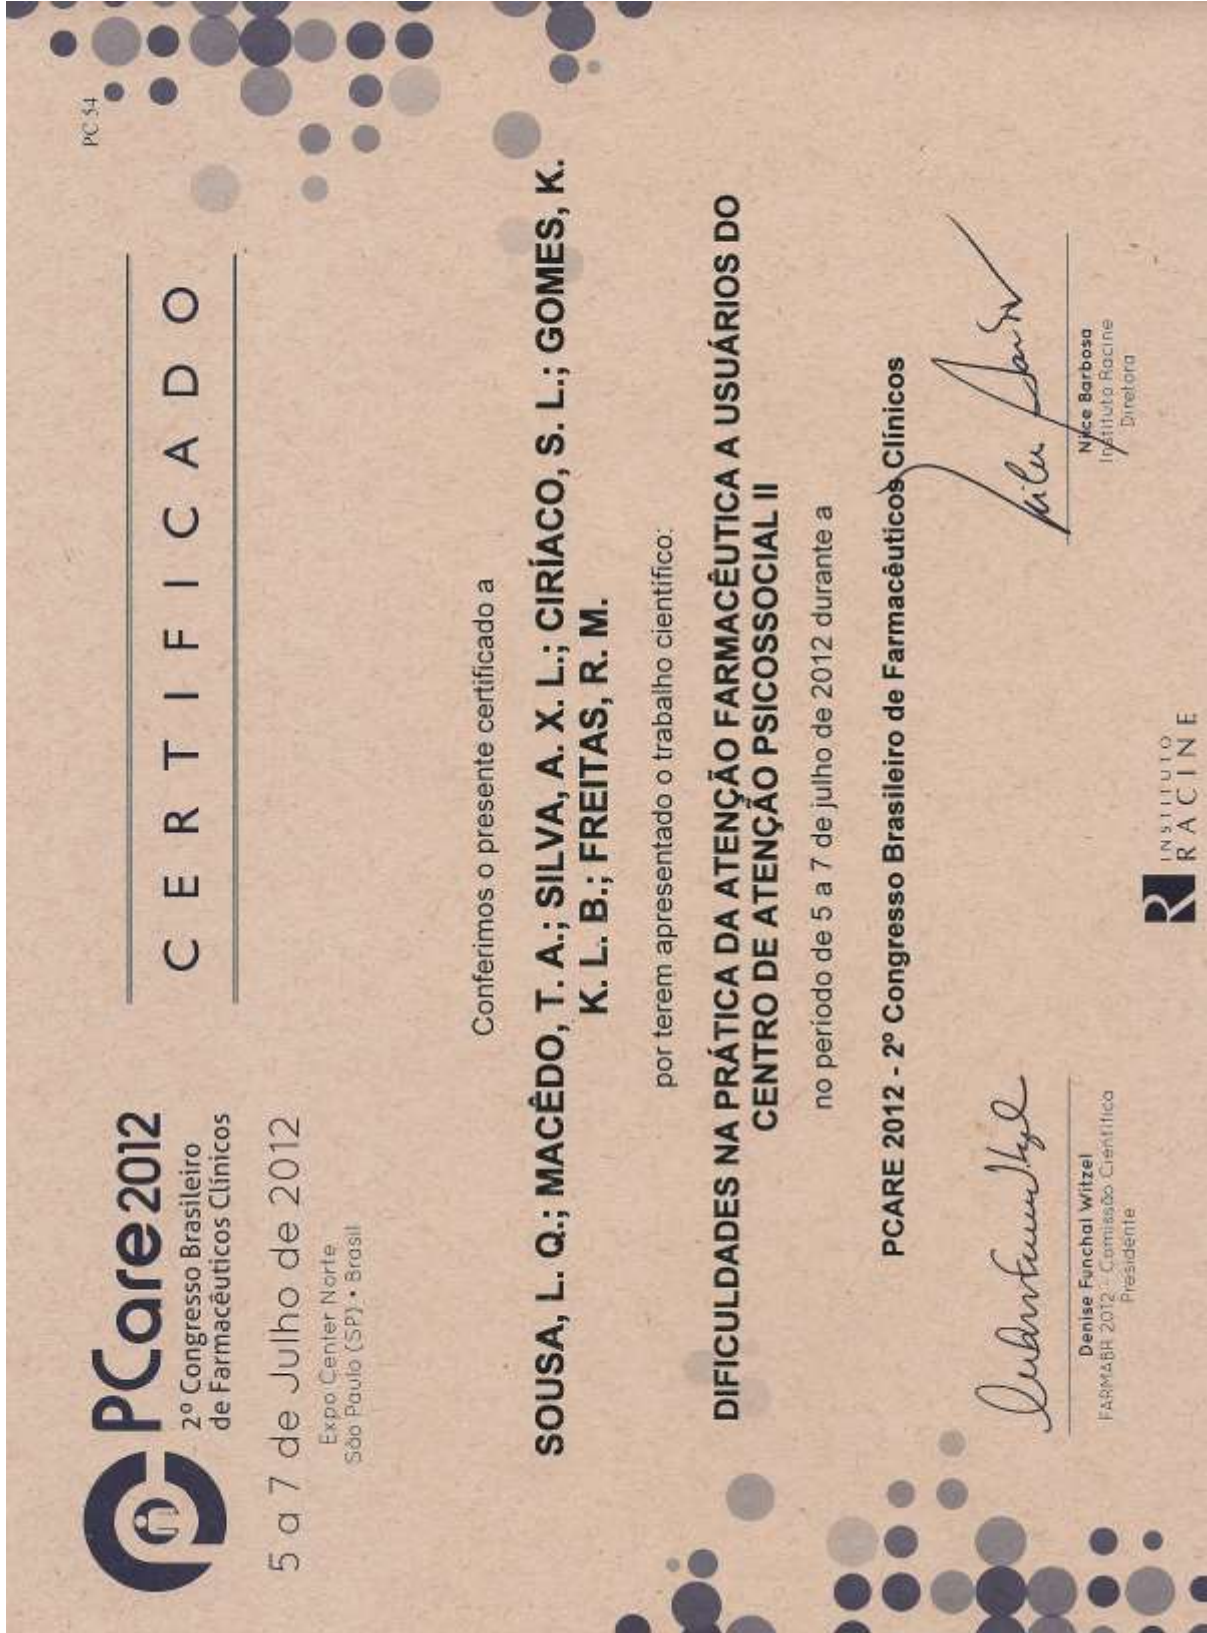 PC 54
PCare2012
2º Congresso Brasileiro
de Farmacêuticos Clínicos
5 a 7 de Julho de 2012
Expo Center Norte
São Paulo (SP) • Brasil
CERTIFICADO
Conferimos o presente certificado a
SOUSA, L. Q.; MACÊDO, T. A.; SILVA, A. X. L.; CIRÍACO, S. L.; GOMES, K.
K. L. B.; FREITAS, R. M.
por terem apresentado o trabalho científico:
DIFICULDADES NA PRÁTICA DA ATENÇÃO FARMACÊUTICA A USUÁRIOS DO
CENTRO DE ATENÇÃO PSICOSSOCIAL II
no período de 5 a 7 de julho de 2012 durante a
PCARE 2012 - 2º Congresso Brasileiro de Farmacêuticos Clínicos
Denise Funchal Witzel
FARMABR 2012 - Comissão Científica
Presidente
Nilce Barbosa
Instituto Racine
Diretora
INSTITUTO
RACINE